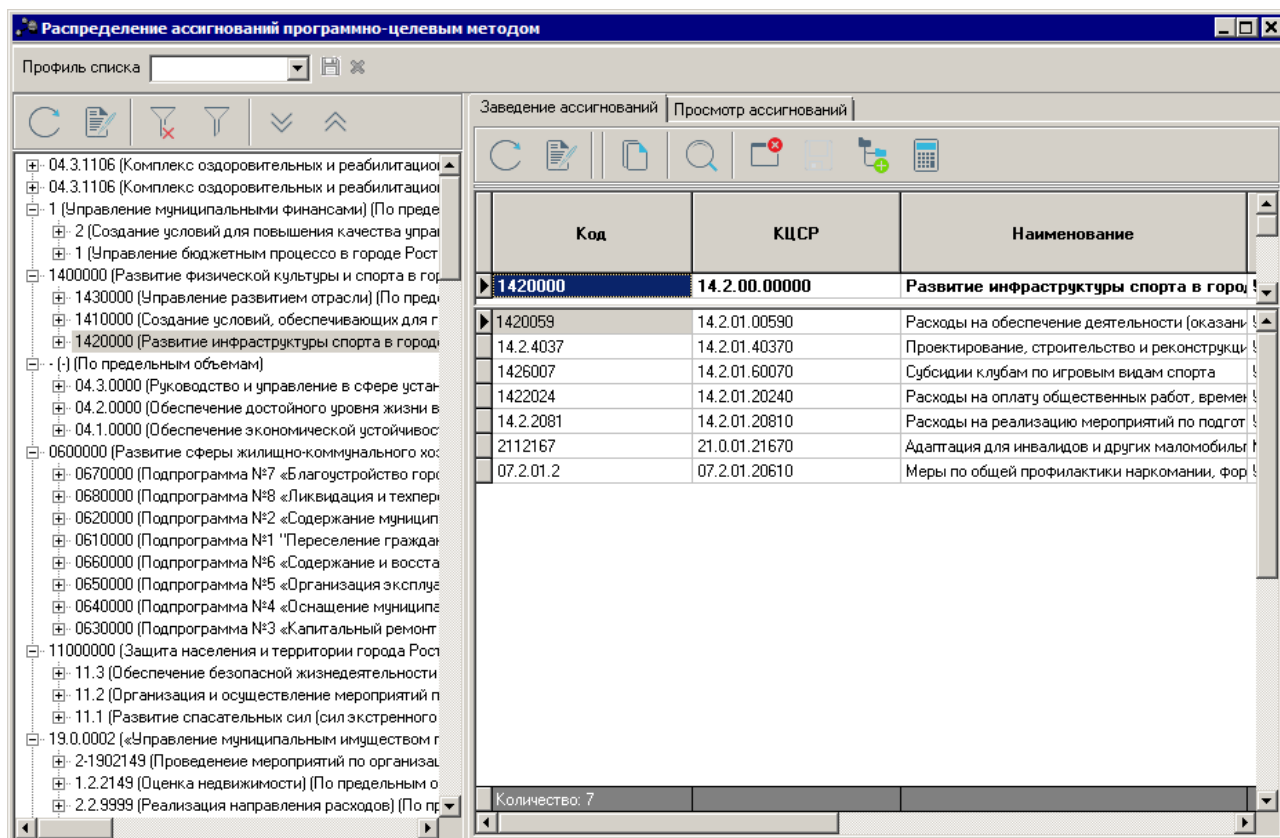 Распределение ассигнований программно-целевым методом
Профиль списка
Заведение ассигнований
Просмотр ассигнований
04.3.1106 (Комплекс оздоровительных и реабилитацио
04.3.1106 (Комплекс оздоровительных и реабилитацио
1 (Управление муниципальными финансами) (По преде
2 (Создание условий для повышения качества упра
1 (Управление бюджетным процессо в городе Рост
1400000 (Развитие физической культуры и спорта в гор
1430000 (Управление развитием отрасли) (По пред
1410000 (Создание условий, обеспечивающих для г
1420000 (Развитие инфраструктуры спорта в город
- (-) (По предельным объемам)
04.3.0000 (Руководство и управление в сфере устан
04.2.0000 (Обеспечение достойного уровня жизни в
04.1.0000 (Обеспечение экономической устойчивос
0600000 (Развитие сферы жилищно-коммунального хоз
0670000 (Подпрограмма №7 «Благоустройство горо
0680000 (Подпрограмма №8 «Ликвидация и техпер
0620000 (Подпрограмма №2 «Содержание муницип
0610000 (Подпрограмма №1 "Переселение граждан
0660000 (Подпрограмма №6 «Содержание и восста
0650000 (Подпрограмма №5 «Организация эксплуа
0640000 (Подпрограмма №4 «Оснащение муниципа
0630000 (Подпрограмма №3 «Капитальный ремонт
11000000 (Защита населения и территории города Рост
11.3 (Обеспечение безопасной жизнедеятельности
11.2 (Организация и осуществление мероприятий п
11.1 (Развитие спасательных сил (сил экстренного
19.0.0002 («Управление муниципальным имуществом г
2-1902149 (Проведенеие мероприятий по организац
1.2.2149 (Оценка недвижимости) (По предельным о
2.2.9999 (Реализация направления расходов) (По пр
Код КЦСР Наименование
1420000 14.2.00.00000 Развитие инфраструктуры спорта в горо
1420059 14.2.01.00590 Расходы на обеспечение деятельности (оказани
14.2.4037 14.2.01.40370 Проектирование, строительство и реконструкци
1426007 14.2.01.60070 Субсидии клубам по игровым видам спорта
1422024 14.2.01.20240 Расходы на оплату общественных работ, времен
14.2.2081 14.2.01.20810 Расходы на реализацию мероприятий по подгот
2112167 21.0.01.21670 Адаптация для инвалидов и других маломобильн
07.2.01.2 07.2.01.20610 Меры по общей профилактики наркомании, фор
Количество: 7